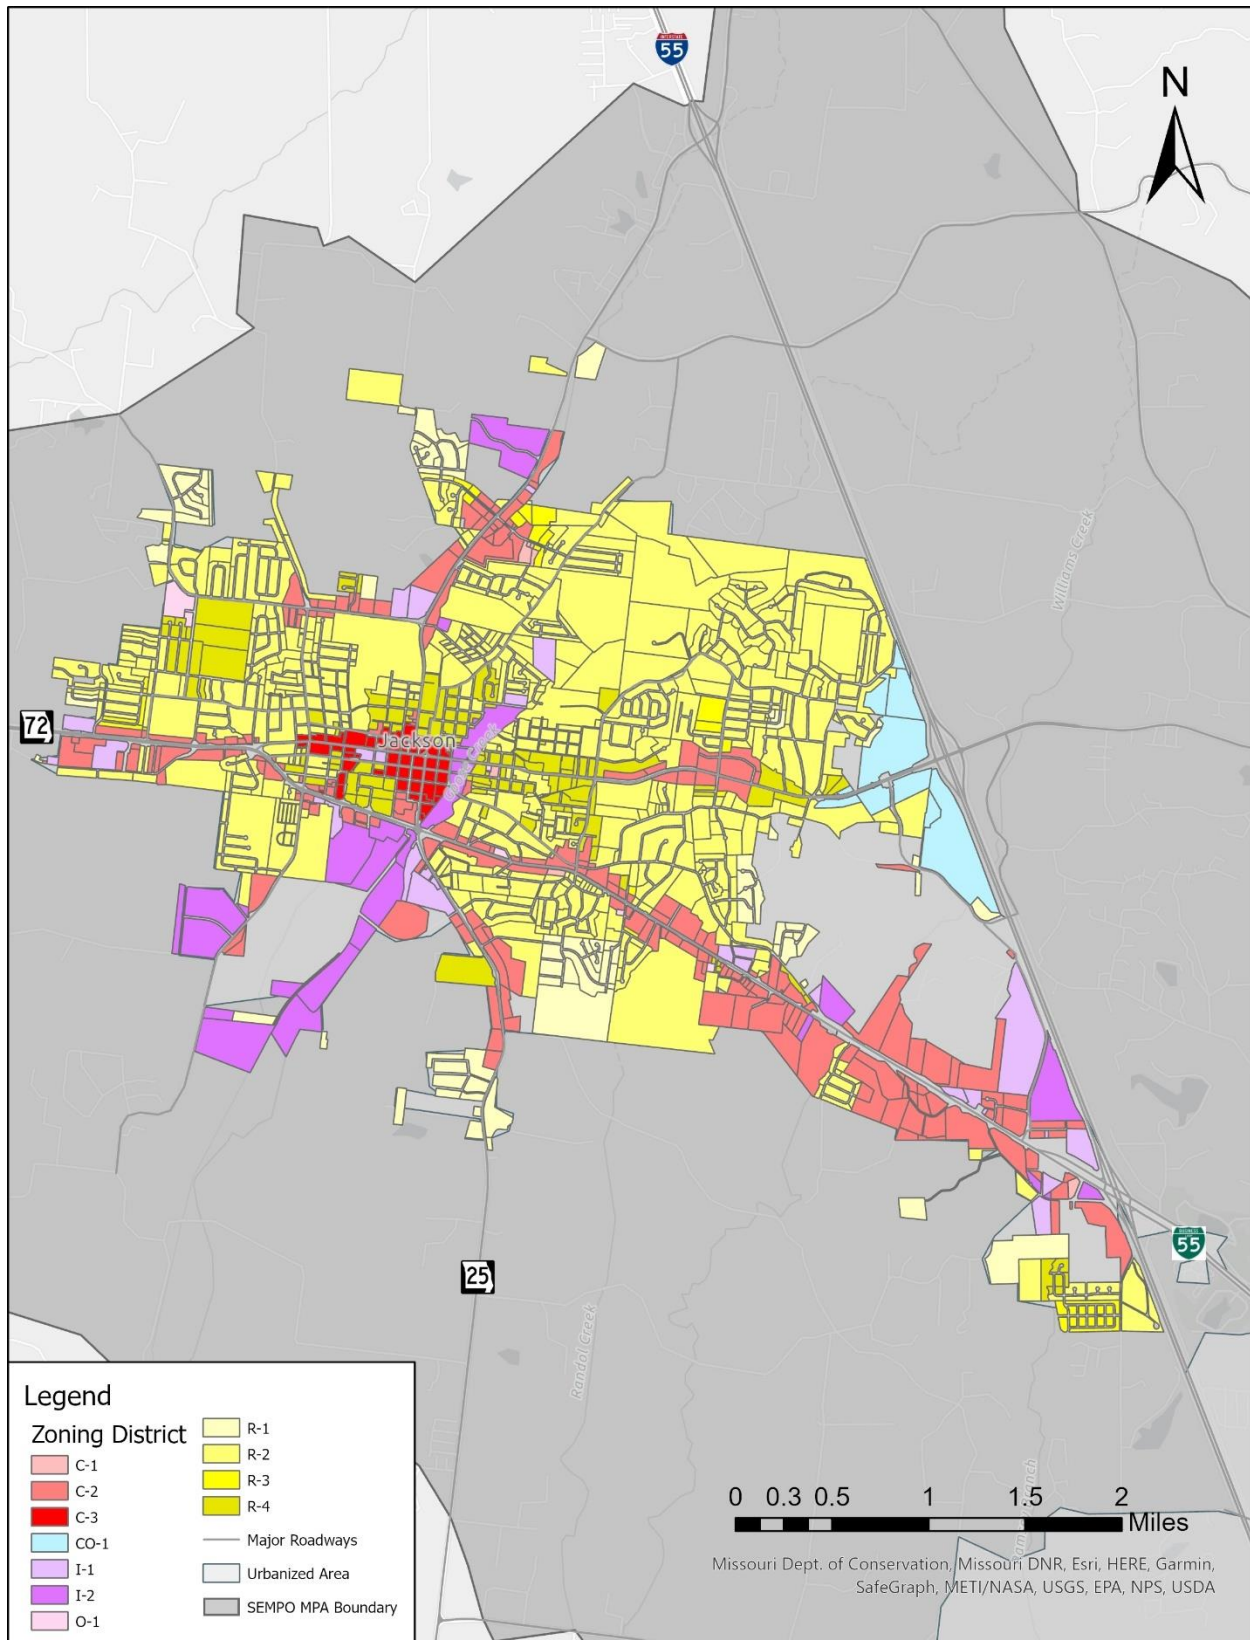 INTERSTATE
55
N
Williams Creek
72
Jackson
25
BUSINESS
55
Randol Creek
Legend
Zoning District
C-1
C-2
C-3
CO-1
I-1
I-2
O-1
R-1
R-2
R-3
R-4
Major Roadways
Urbanized Area
SEMPO MPA Boundary
0 0.3 0.5 1 1.5 2
Miles
Missouri Dept. of Conservation, Missouri DNR, Esri, HERE, Garmin,
SafeGraph, METI/NASA, USGS, EPA, NPS, USDA